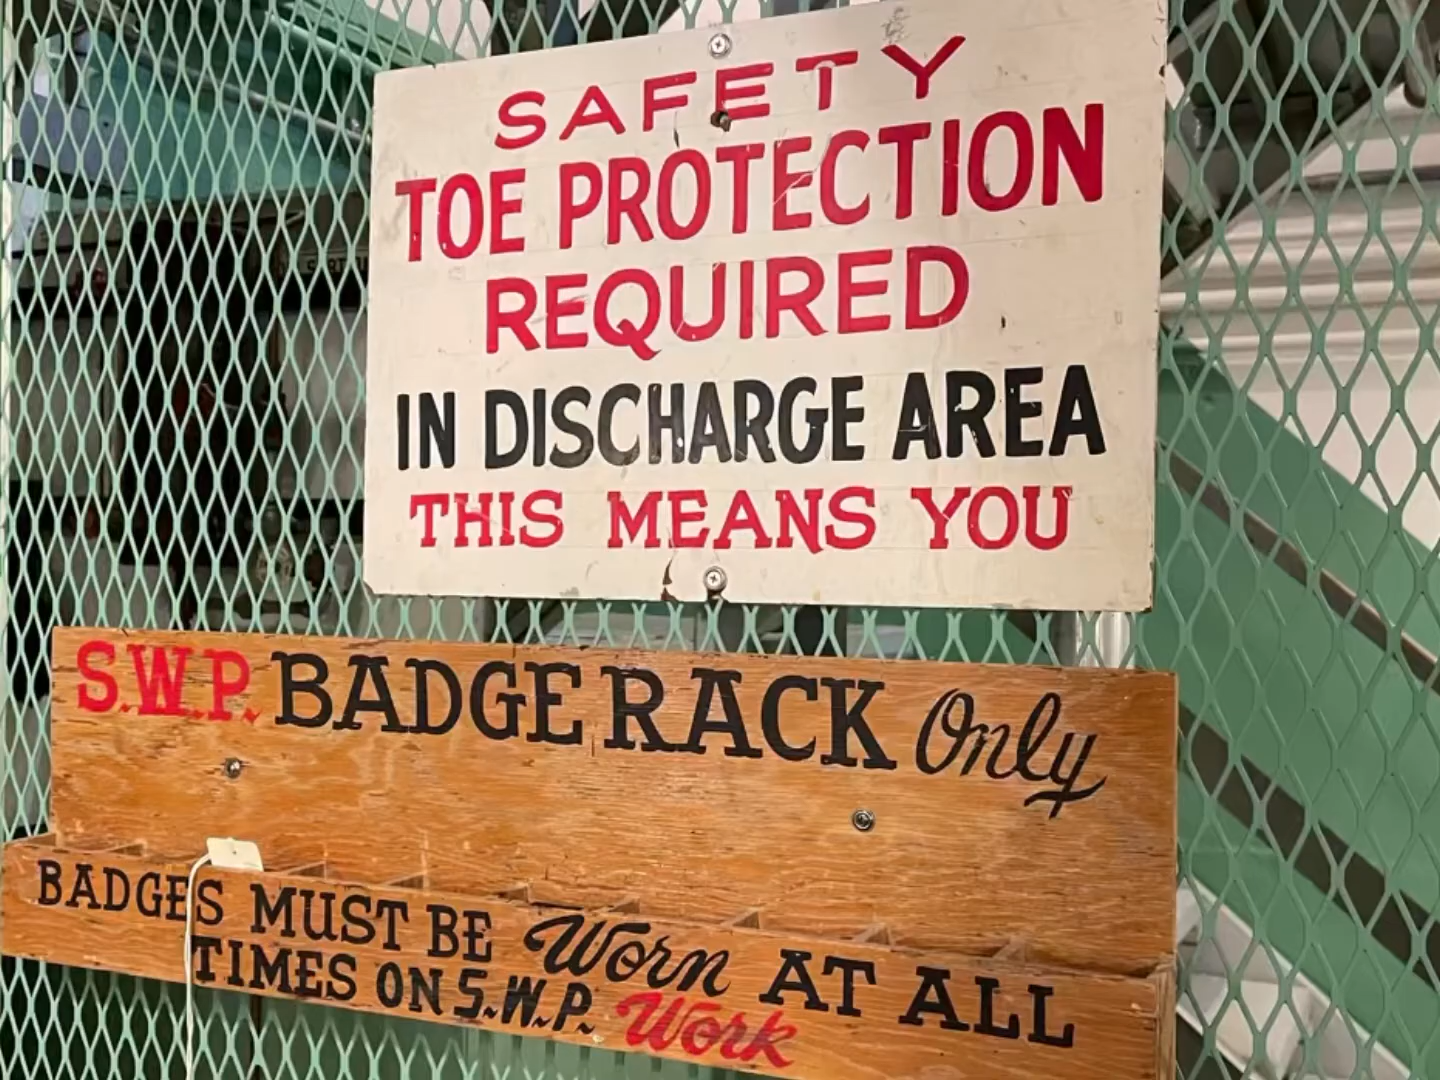 SAFETY
TOE PROTECTION
REQUIRED
IN DISCHARGE AREA
THIS MEANS YOU
S.W.P. BADGE RACK Only
BADGES MUST BE Worn AT ALL
TIMES ON S.W.P. Work